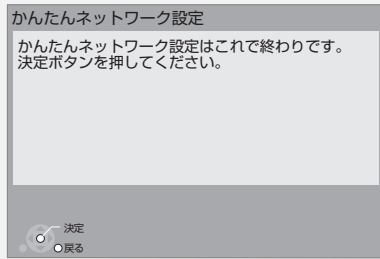 かんたんネットワーク設定
かんたんネットワーク設定はこれで終わりです。
決定ボタンを押してください。
決定
戻る